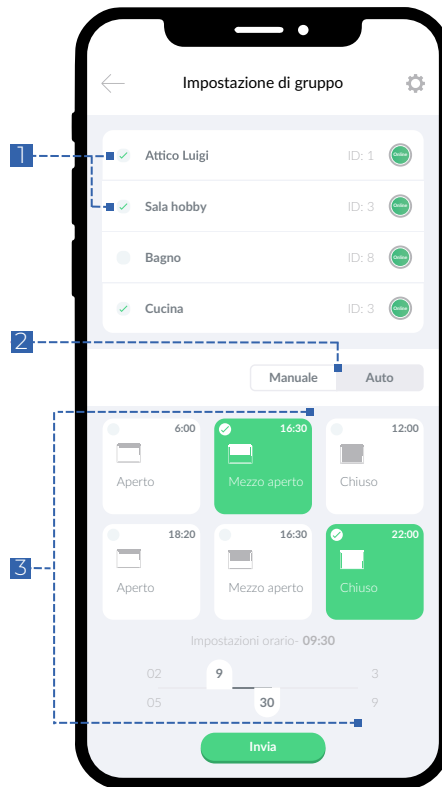 Impostazione di gruppo
1
Attico Luigi ID: 1 Online
Sala hobby ID: 3 Online
Bagno ID: 8 Online
Cucina ID: 3 Online
2
Manuale Auto
6:00 16:30 12:00
Aperto Mezzo aperto Chiuso
18:20 16:30 22:00
3
Aperto Mezzo aperto Chiuso
Impostazioni orario- 09:30
02 9 3
05 30 9
Invia